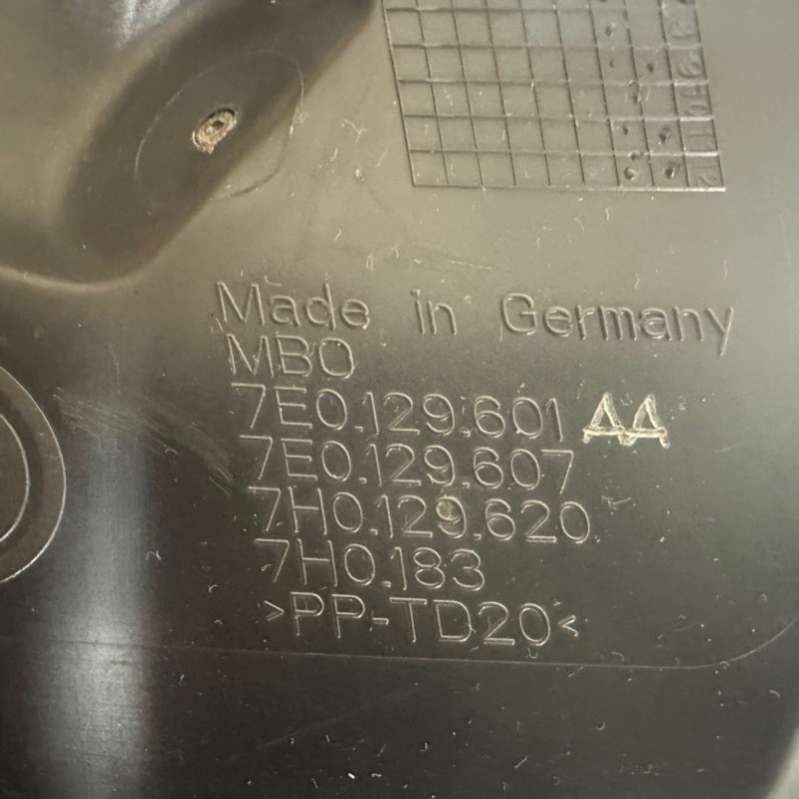 Made in Germany
MBO
7E0.129.601 AA
7E0.129.607
7H0.129.620
7H0.183
>PP-TD20<